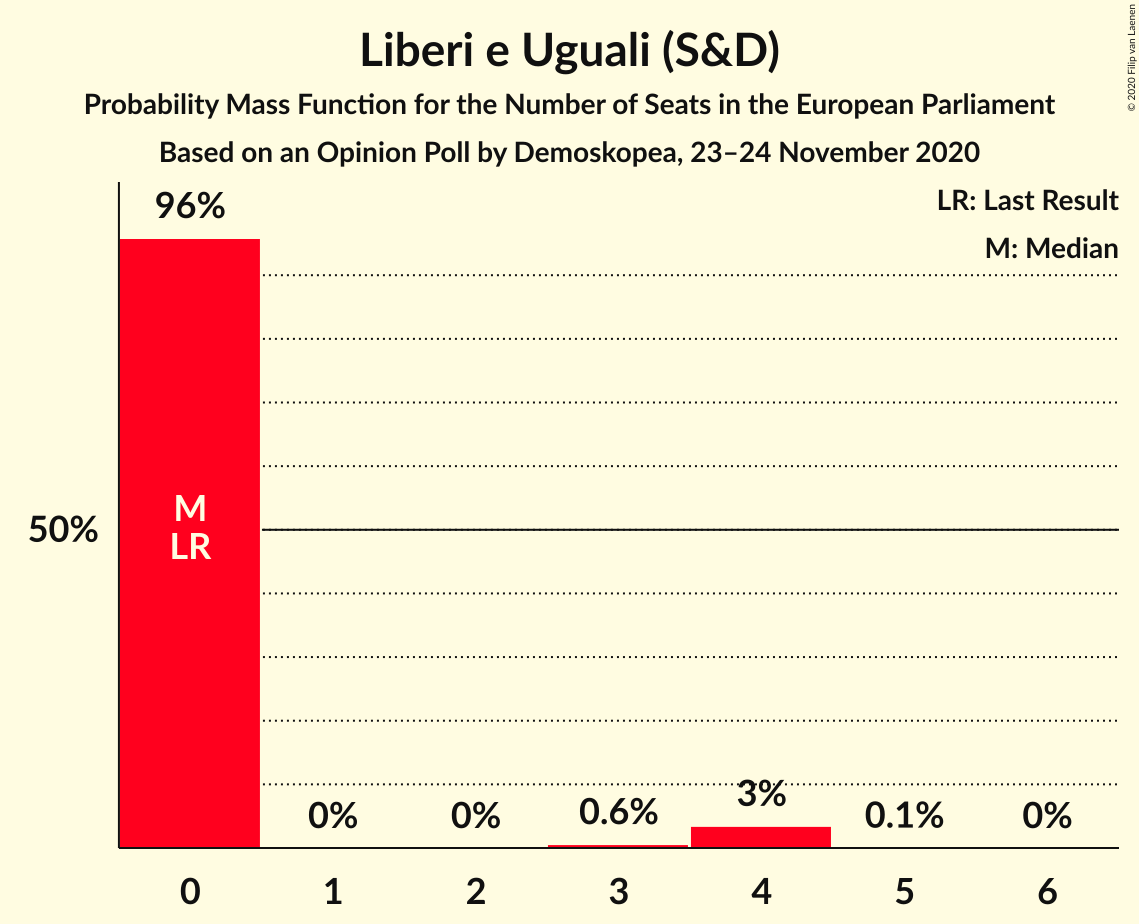 Liberi e Uguali (S&D)
Probability Mass Function for the Number of Seats in the European Parliament
Based on an Opinion Poll by Demoskopea, 23–24 November 2020
© 2020 Filip van Laenen
LR: Last Result
M: Median
96%
50%
M
LR
0%
0%
0.6%
3%
0.1%
0%
0
1
2
3
4
5
6